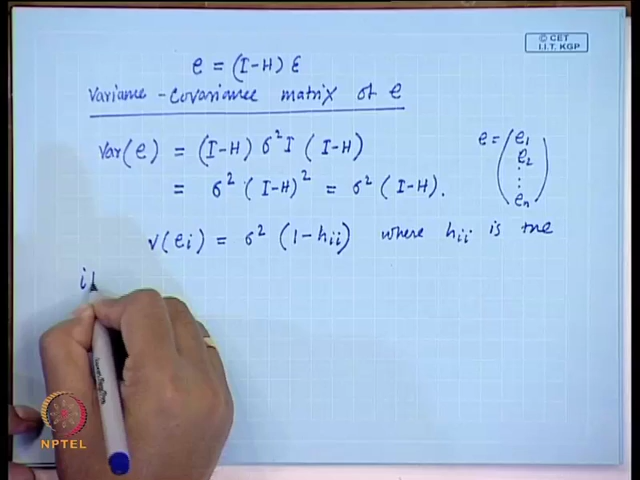 © CET
I.I.T. KGP
e = (I-H) ε
Variance-Covariance matrix of e
Var(e) = (I-H) σ²I (I-H)
= σ² (I-H)² = σ² (I-H).
e = (e₁ e₂ ⋮ eₙ)
V(eᵢ) = σ² (1-hᵢᵢ) where hᵢᵢ is the
i
NPTEL